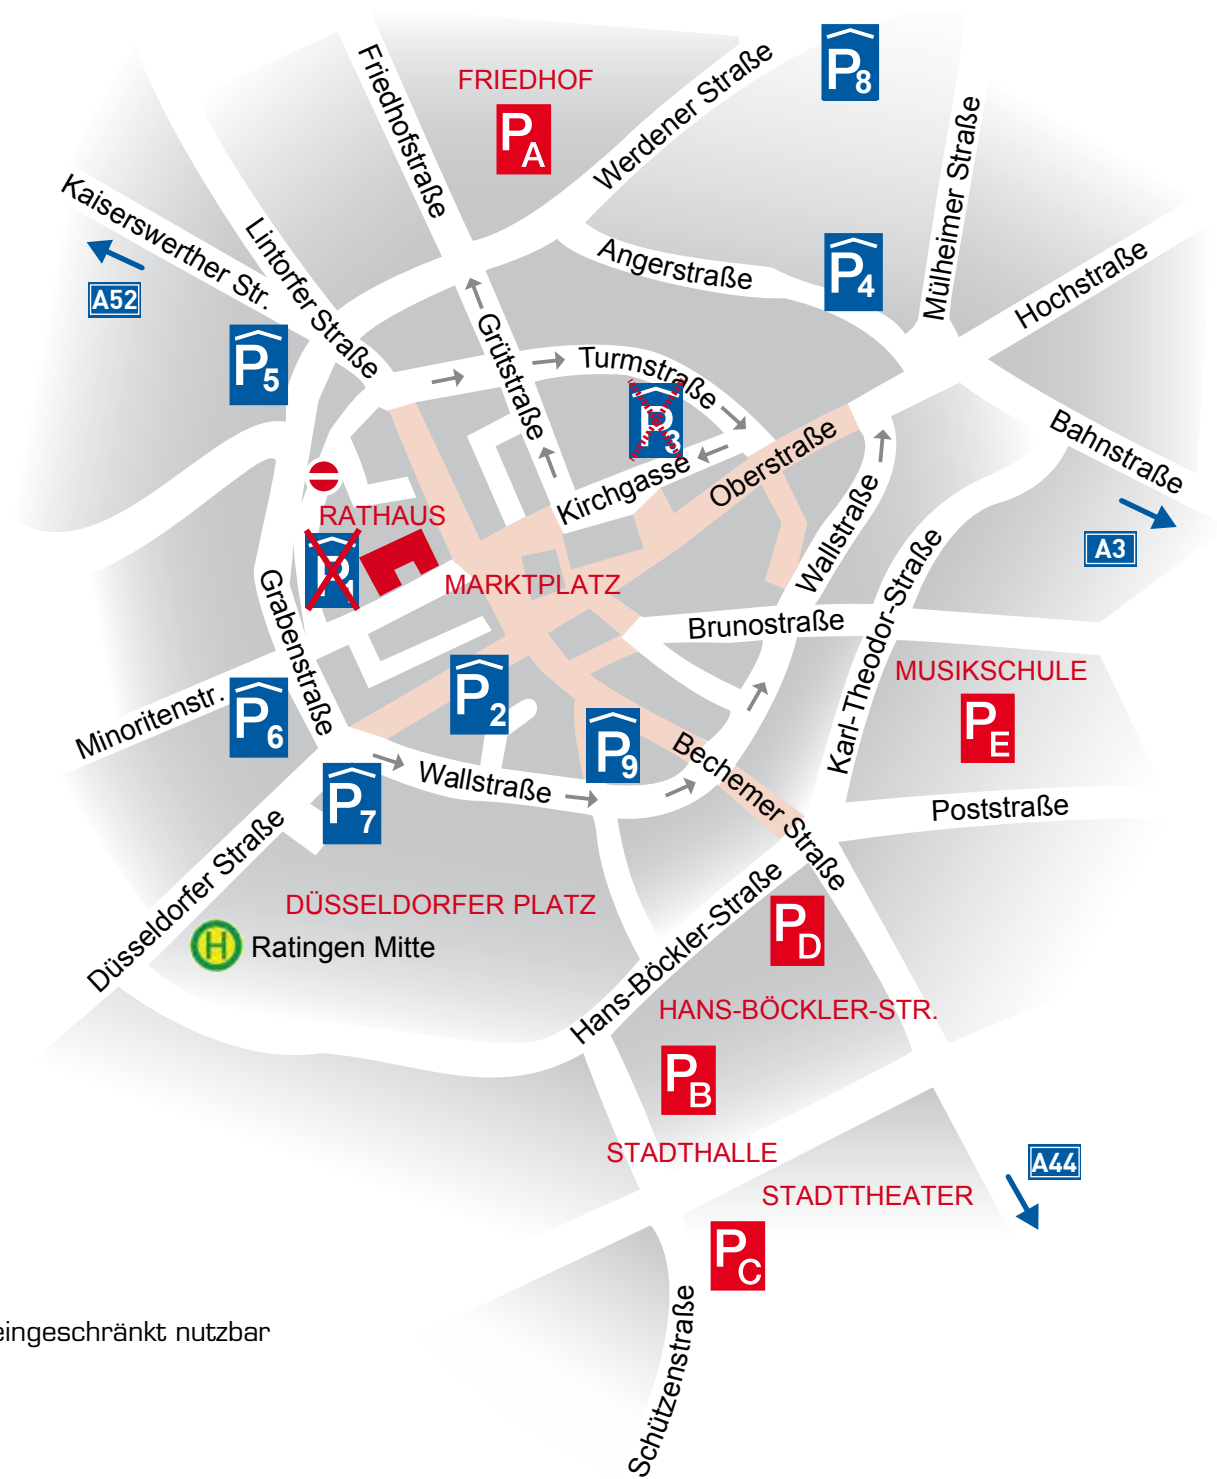 Friedhofstraße
FRIEDHOF
PA
Werdener Straße
P8
Mülheimer Straße
Kaiserswerther Str.
A52
Lintorfer Straße
Angerstraße
P4
Hochstraße
P5
Grütstraße
Turmstraße
P3
Kirchgasse
Oberstraße
Bahnstraße
A3
RATHAUS
P1
MARKTPLATZ
Wallstraße
Karl-Theodor-Straße
Grabenstraße
Brunostraße
MUSIKSCHULE
PE
Minoritenstr.
P6
P2
P9
Bechemer Straße
P7
Wallstraße
Poststraße
Düsseldorfer Straße
DÜSSELDORFER PLATZ
H
Ratingen Mitte
Hans-Böckler-Straße
PD
HANS-BÖCKLER-STR.
PB
STADTHALLE
A44
STADTTHEATER
PC
Schützenstraße
eingeschränkt nutzbar